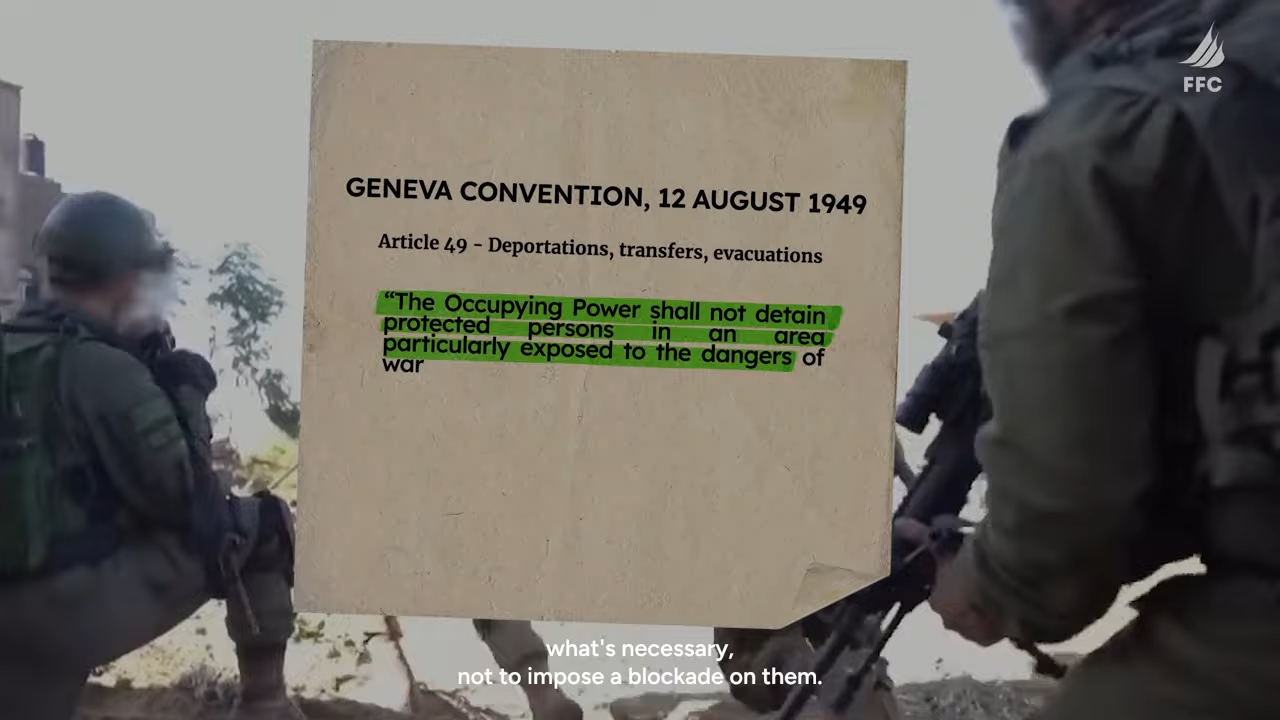 FFC
GENEVA CONVENTION, 12 AUGUST 1949
Article 49 - Deportations, transfers, evacuations
“The Occupying Power shall not detain
protected persons in an area
particularly exposed to the dangers of
war
what's necessary,
not to impose a blockade on them.